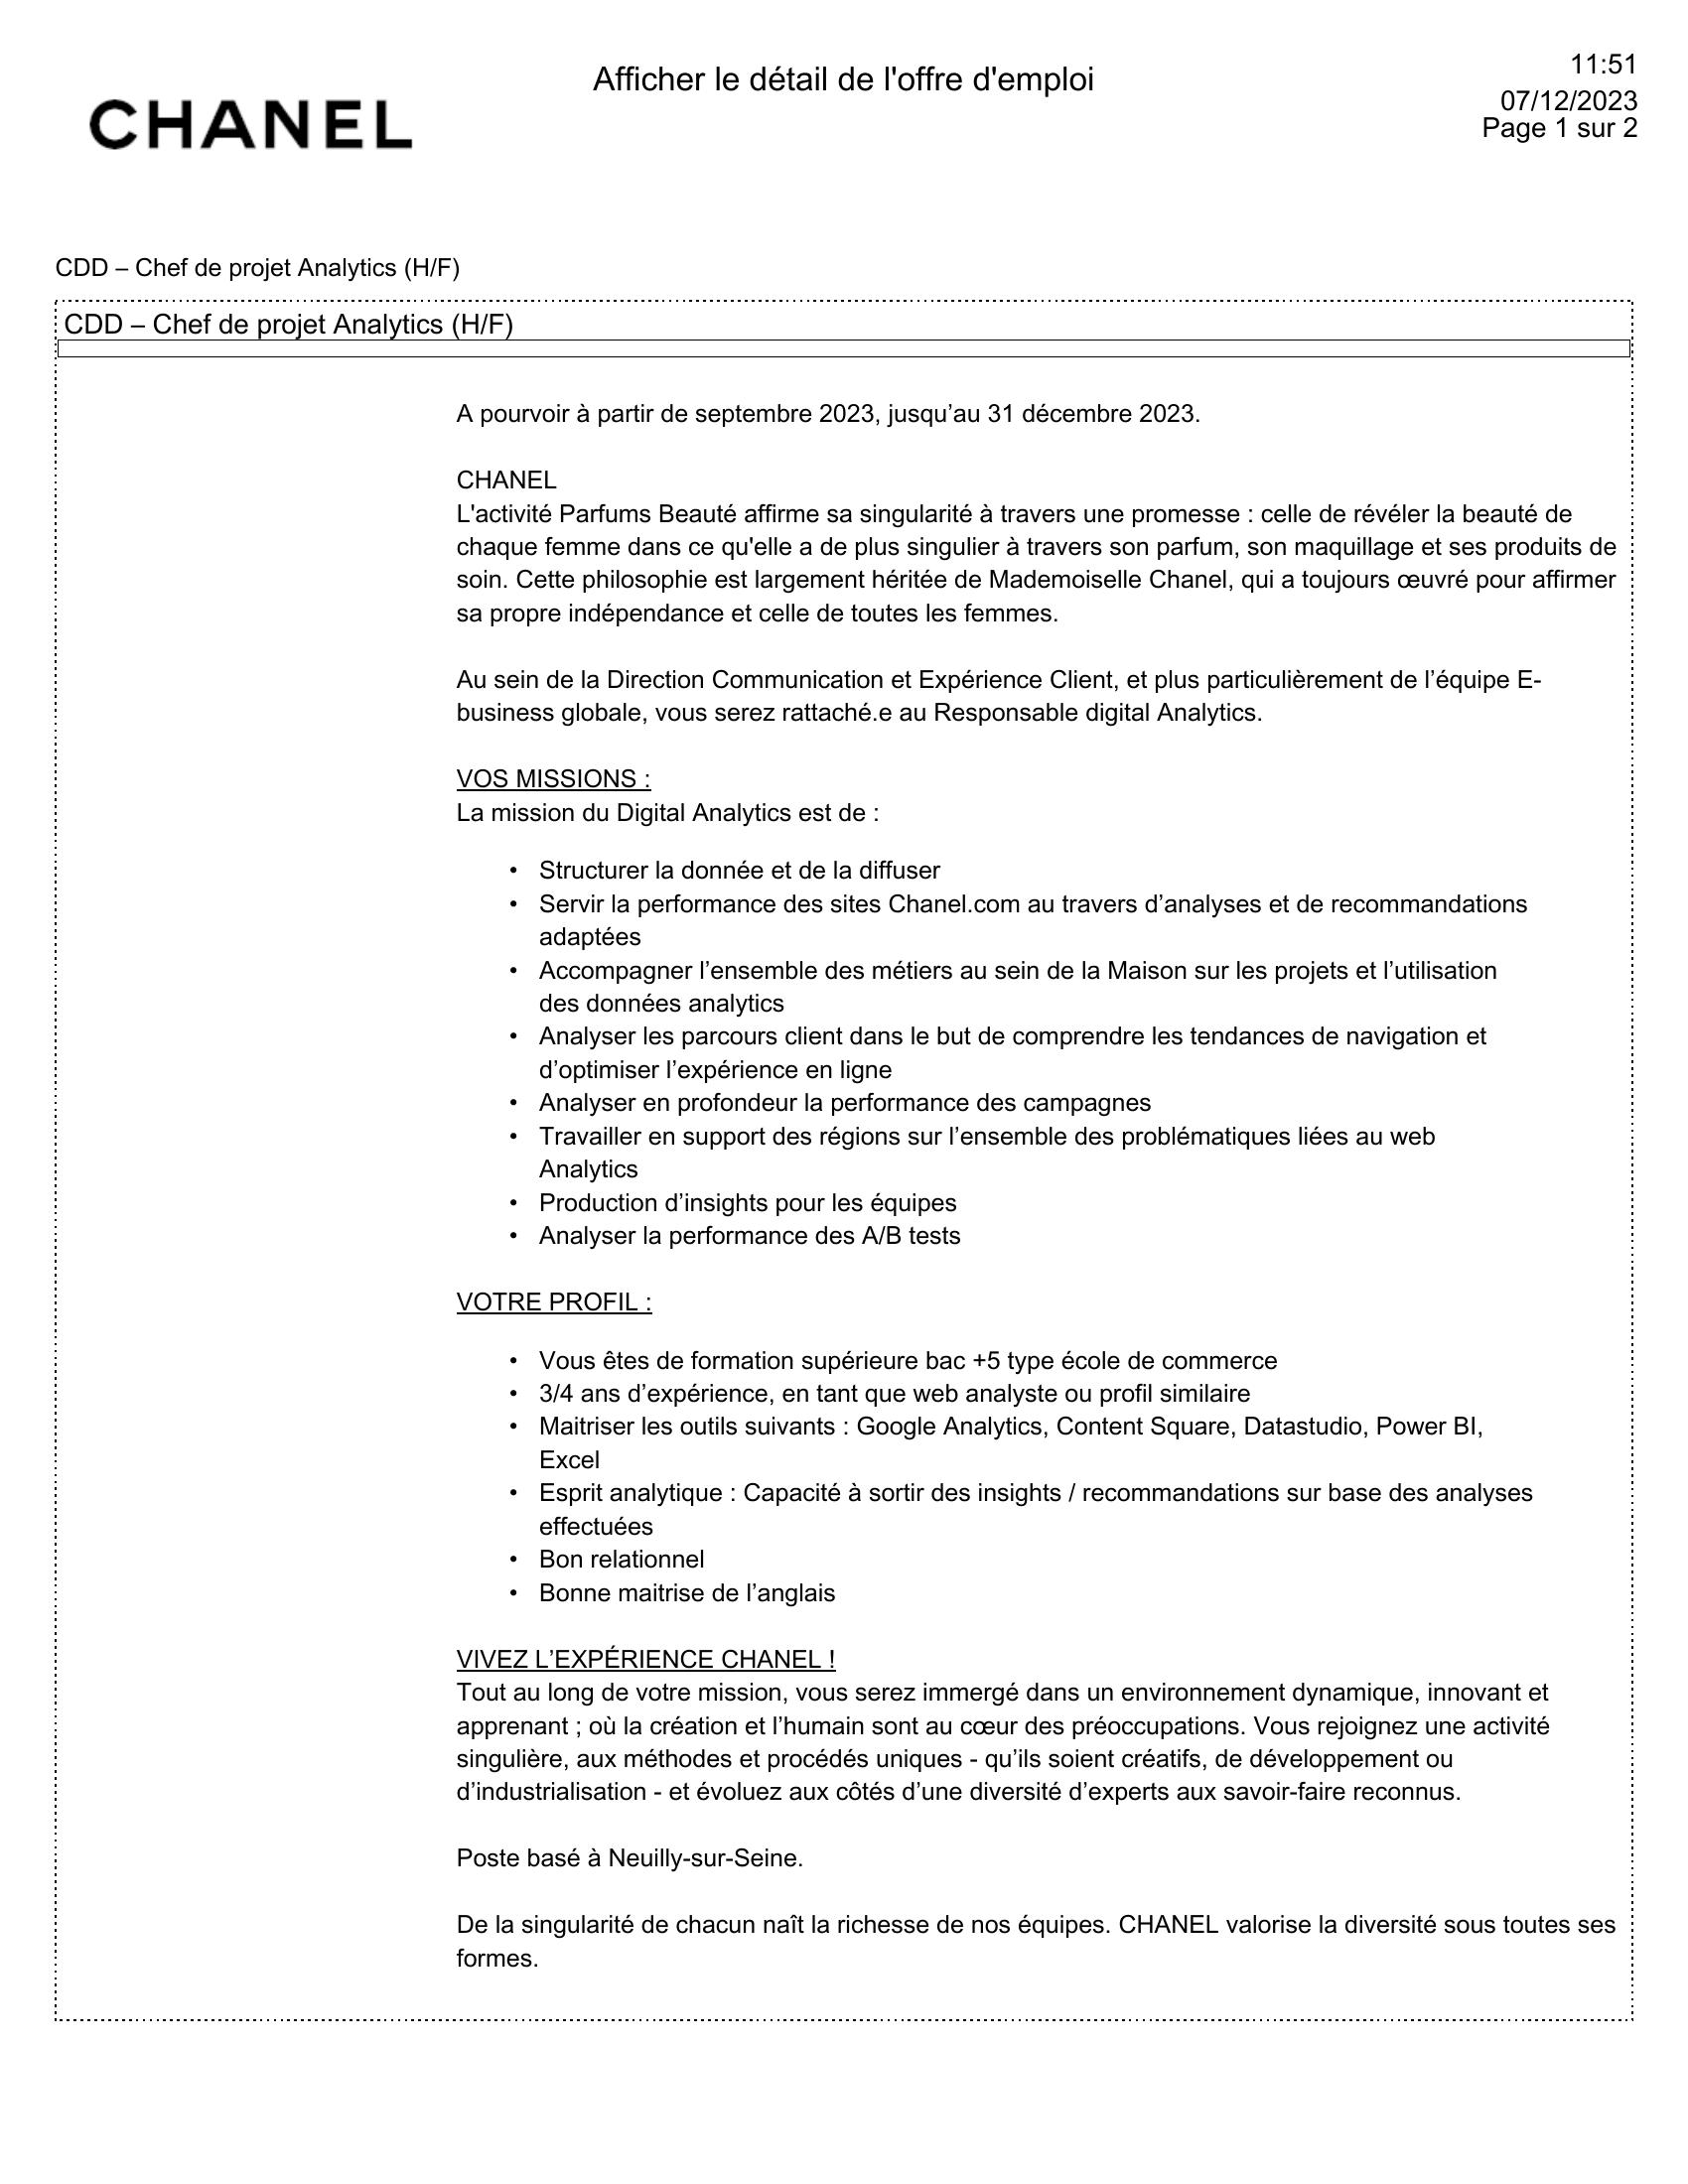 Afficher le détail de l'offre d'emploi
11:51
07/12/2023
Page 1 sur 2
CHANEL
CDD – Chef de projet Analytics (H/F)
CDD – Chef de projet Analytics (H/F)
A pourvoir à partir de septembre 2023, jusqu’au 31 décembre 2023.
CHANEL
L'activité Parfums Beauté affirme sa singularité à travers une promesse : celle de révéler la beauté de
chaque femme dans ce qu'elle a de plus singulier à travers son parfum, son maquillage et ses produits de
soin. Cette philosophie est largement héritée de Mademoiselle Chanel, qui a toujours œuvré pour affirmer
sa propre indépendance et celle de toutes les femmes.
Au sein de la Direction Communication et Expérience Client, et plus particulièrement de l’équipe E-
business globale, vous serez rattaché.e au Responsable digital Analytics.
VOS MISSIONS :
La mission du Digital Analytics est de :
• Structurer la donnée et de la diffuser
• Servir la performance des sites Chanel.com au travers d’analyses et de recommandations
adaptées
• Accompagner l’ensemble des métiers au sein de la Maison sur les projets et l’utilisation
des données analytics
• Analyser les parcours client dans le but de comprendre les tendances de navigation et
d’optimiser l’expérience en ligne
• Analyser en profondeur la performance des campagnes
• Travailler en support des régions sur l’ensemble des problématiques liées au web
Analytics
• Production d’insights pour les équipes
• Analyser la performance des A/B tests
VOTRE PROFIL :
• Vous êtes de formation supérieure bac +5 type école de commerce
• 3/4 ans d’expérience, en tant que web analyste ou profil similaire
• Maitriser les outils suivants : Google Analytics, Content Square, Datastudio, Power BI,
Excel
• Esprit analytique : Capacité à sortir des insights / recommandations sur base des analyses
effectuées
• Bon relationnel
• Bonne maitrise de l’anglais
VIVEZ L’EXPÉRIENCE CHANEL !
Tout au long de votre mission, vous serez immergé dans un environnement dynamique, innovant et
apprenant ; où la création et l’humain sont au cœur des préoccupations. Vous rejoignez une activité
singulière, aux méthodes et procédés uniques - qu’ils soient créatifs, de développement ou
d’industrialisation - et évoluez aux côtés d’une diversité d’experts aux savoir-faire reconnus.
Poste basé à Neuilly-sur-Seine.
De la singularité de chacun naît la richesse de nos équipes. CHANEL valorise la diversité sous toutes ses
formes.